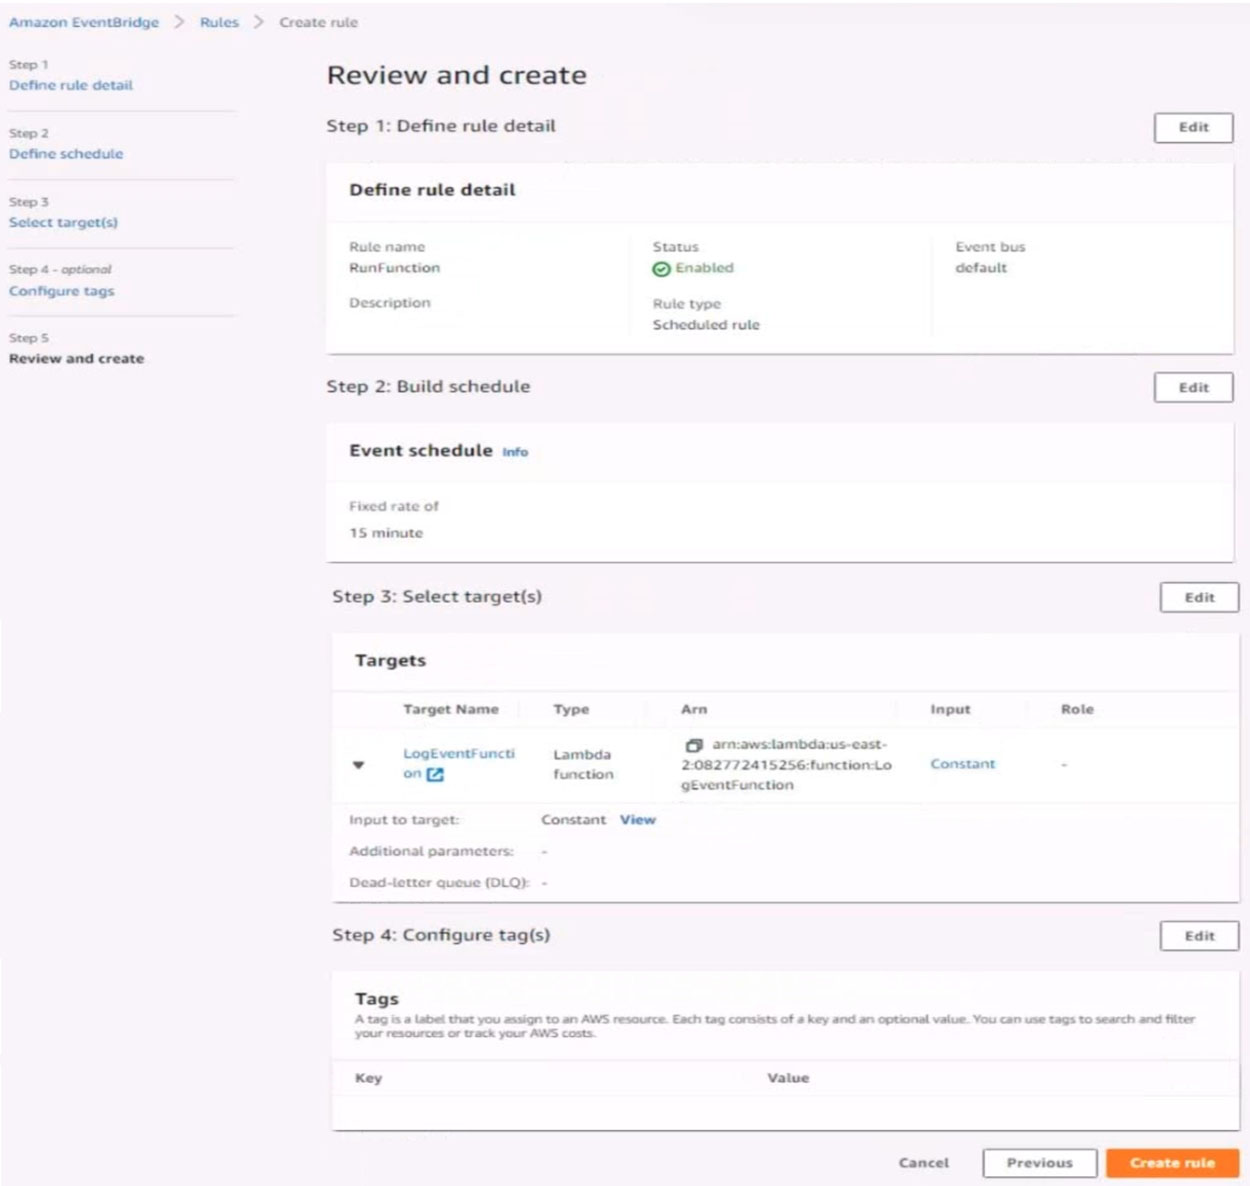 Amazon EventBridge > Rules > Create rule
Step 1
Define rule detail
Step 2
Define schedule
Step 3
Select target(s)
Step 4 - optional
Configure tags
Step 5
Review and create
Review and create
Step 1: Define rule detail
Edit
Define rule detail
Rule name
RunFunction
Description
Status
Enabled
Rule type
Scheduled rule
Event bus
default
Step 2: Build schedule
Edit
Event schedule Info
Fixed rate of
15 minute
Step 3: Select target(s)
Edit
Targets
Target Name Type Arn Input Role
LogEventFuncti
on
Lambda
function
arn:aws:lambda:us-east-
2:082772415256:function:Lo
gEventFunction
Constant
-
Input to target: Constant View
Additional parameters: -
Dead-letter queue (DLQ): -
Step 4: Configure tag(s)
Edit
Tags
A tag is a label that you assign to an AWS resource. Each tag consists of a key and an optional value. You can use tags to search and filter
your resources or track your AWS costs.
Key Value
Cancel Previous Create rule